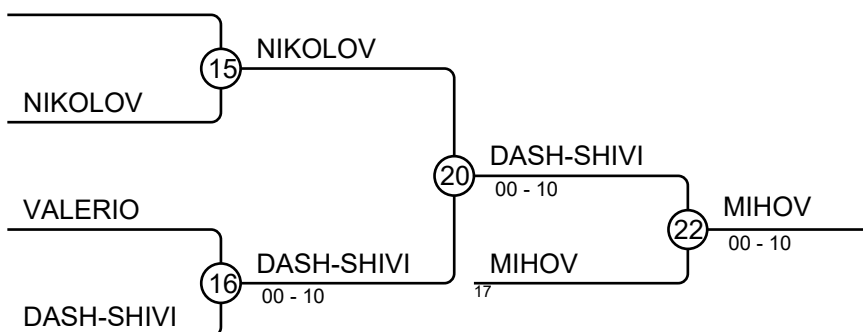 15
NIKOLOV
NIKOLOV
20
DASH-SHIVI
00 - 10
VALERIO
16
DASH-SHIVI
00 - 10
DASH-SHIVI
MIHOV
17
22
MIHOV
00 - 10